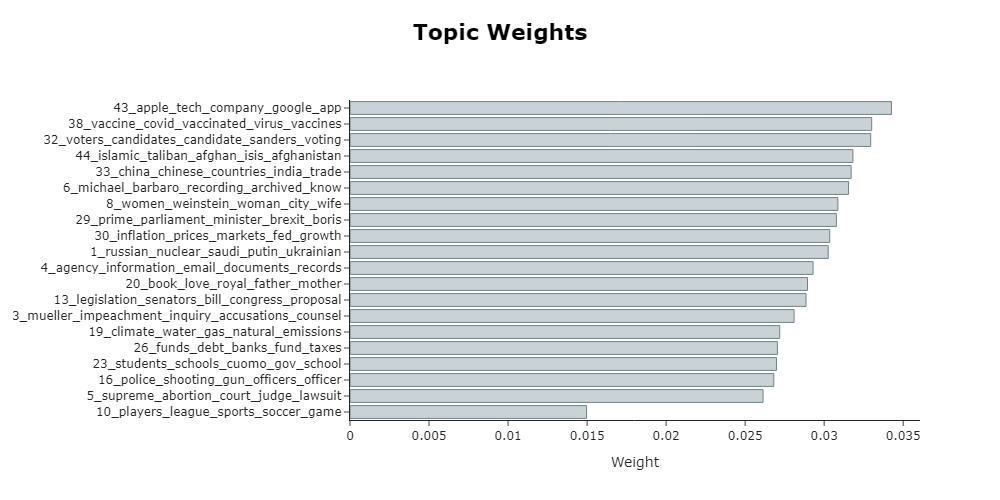 Topic Weights
43_apple_tech_company_google_app
38_vaccine_covid_vaccinated_virus_vaccines
32_voters_candidates_candidate_sanders_voting
44_islamic_taliban_afghan_isis_afghanistan
33_china_chinese_countries_india_trade
6_michael_barbaro_recording_archived_know
8_women_weinstein_woman_city_wife
29_prime_parliament_minister_brexit_boris
30_inflation_prices_markets_fed_growth
1_russian_nuclear_saudi_putin_ukrainian
4_agency_information_email_documents_records
20_book_love_royal_father_mother
13_legislation_senators_bill_congress_proposal
3_mueller_impeachment_inquiry_accusations_counsel
19_climate_water_gas_natural_emissions
26_funds_debt_banks_fund_taxes
23_students_schools_cuomo_gov_school
16_police_shooting_gun_officers_officer
5_supreme_abortion_court_judge_lawsuit
10_players_league_sports_soccer_game
0 0.005 0.01 0.015 0.02 0.025 0.03 0.035
Weight